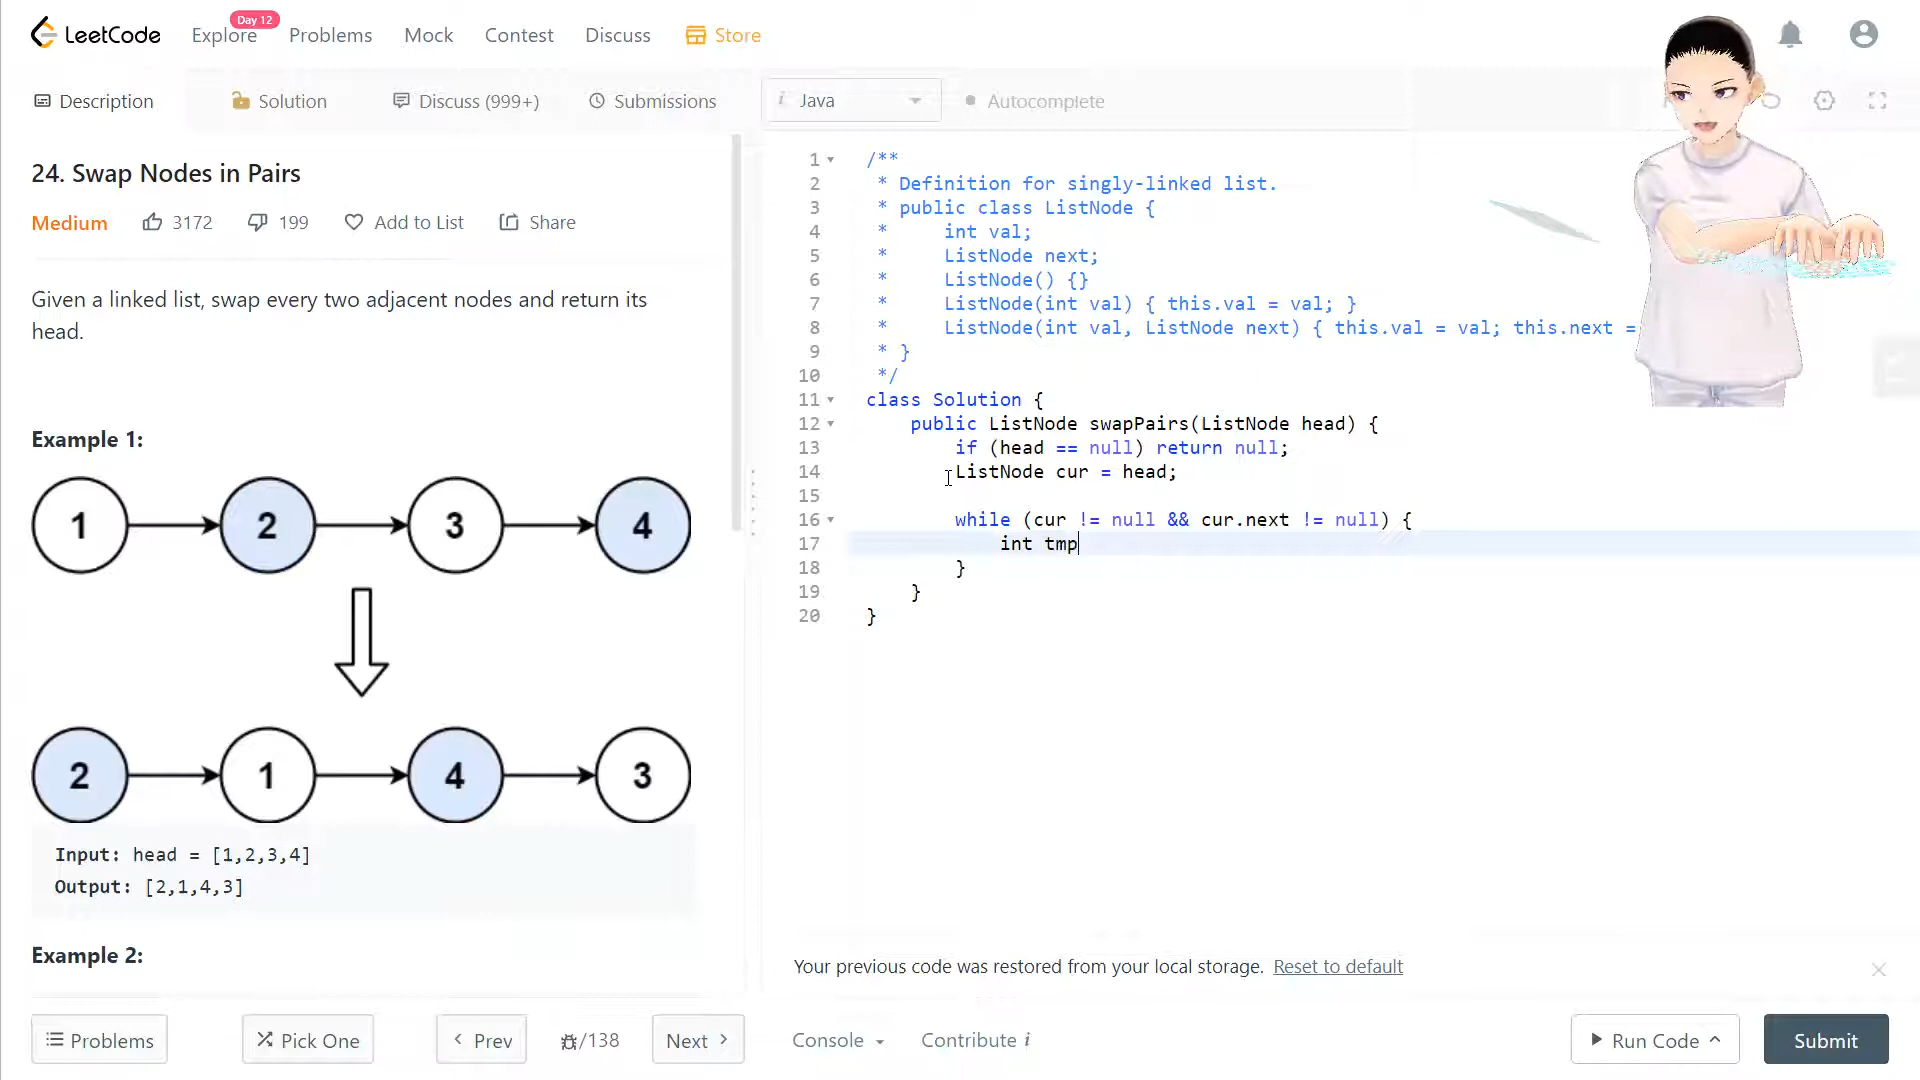 LeetCode
Explore
Day 12
Problems
Mock
Contest
Discuss
Store
Description
Solution
Discuss (999+)
Submissions
i Java
Autocomplete
24. Swap Nodes in Pairs
Medium
3172
199
Add to List
Share
Given a linked list, swap every two adjacent nodes and return its
head.
Example 1:
1 2 3 4
2 1 4 3
Input: head = [1,2,3,4]
Output: [2,1,4,3]
Example 2:
1 /**
2 * Definition for singly-linked list.
3 * public class ListNode {
4 *     int val;
5 *     ListNode next;
6 *     ListNode() {}
7 *     ListNode(int val) { this.val = val; }
8 *     ListNode(int val, ListNode next) { this.val = val; this.next =
9 * }
10 */
11 class Solution {
12     public ListNode swapPairs(ListNode head) {
13         if (head == null) return null;
14         ListNode cur = head;
15
16         while (cur != null && cur.next != null) {
17             int tmp
18         }
19     }
20 }
Your previous code was restored from your local storage. Reset to default
Problems
Pick One
Prev
/138
Next
Console
Contribute i
Run Code
Submit